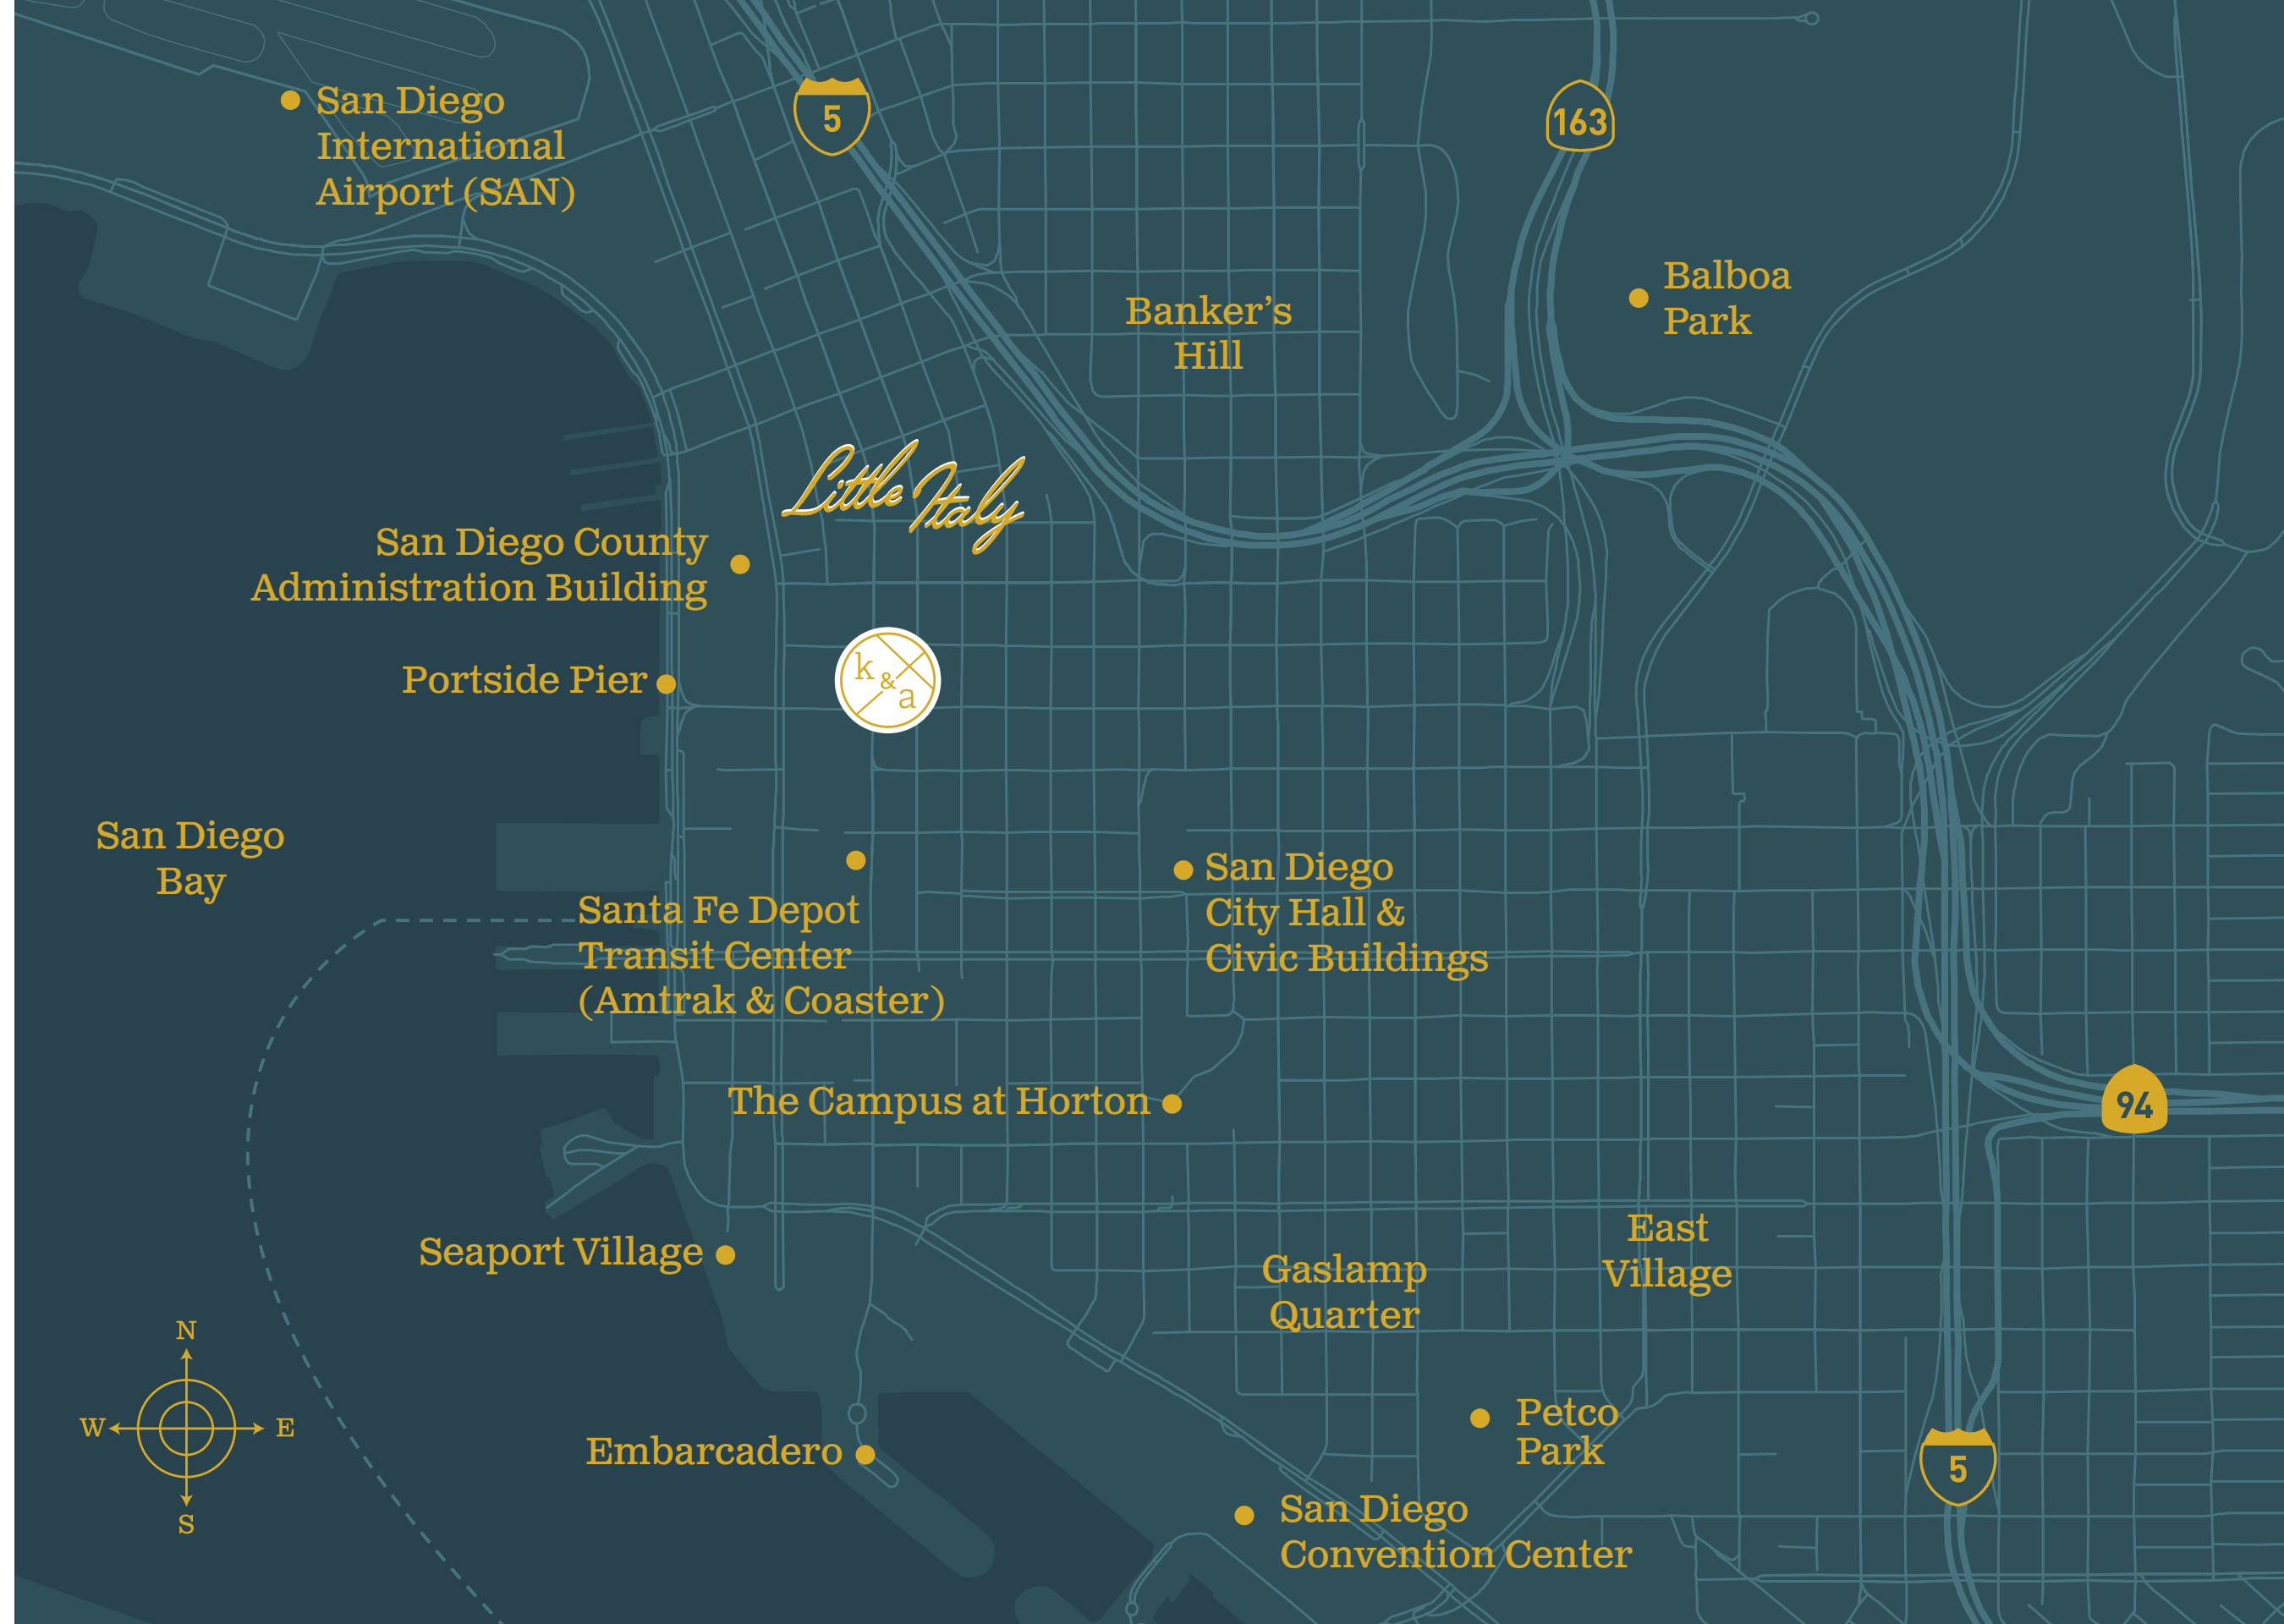 San Diego
International
Airport (SAN)
5
163
Balboa
Park
Banker’s
Hill
Little Italy
San Diego County
Administration Building
k & a
Portside Pier
San Diego
Bay
Santa Fe Depot
Transit Center
(Amtrak & Coaster)
San Diego
City Hall &
Civic Buildings
The Campus at Horton
94
Seaport Village
Gaslamp
Quarter
East
Village
N
W
E
S
Embarcadero
Petco
Park
5
San Diego
Convention Center